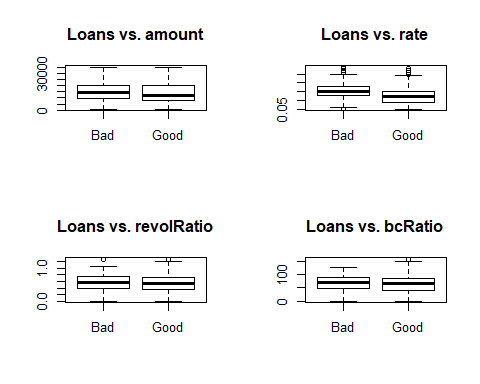 Loans vs. amount
30000
0
Bad Good
Loans vs. rate
0.05
Bad Good
Loans vs. revolRatio
1.0
0.0
Bad Good
Loans vs. bcRatio
100
0
Bad Good